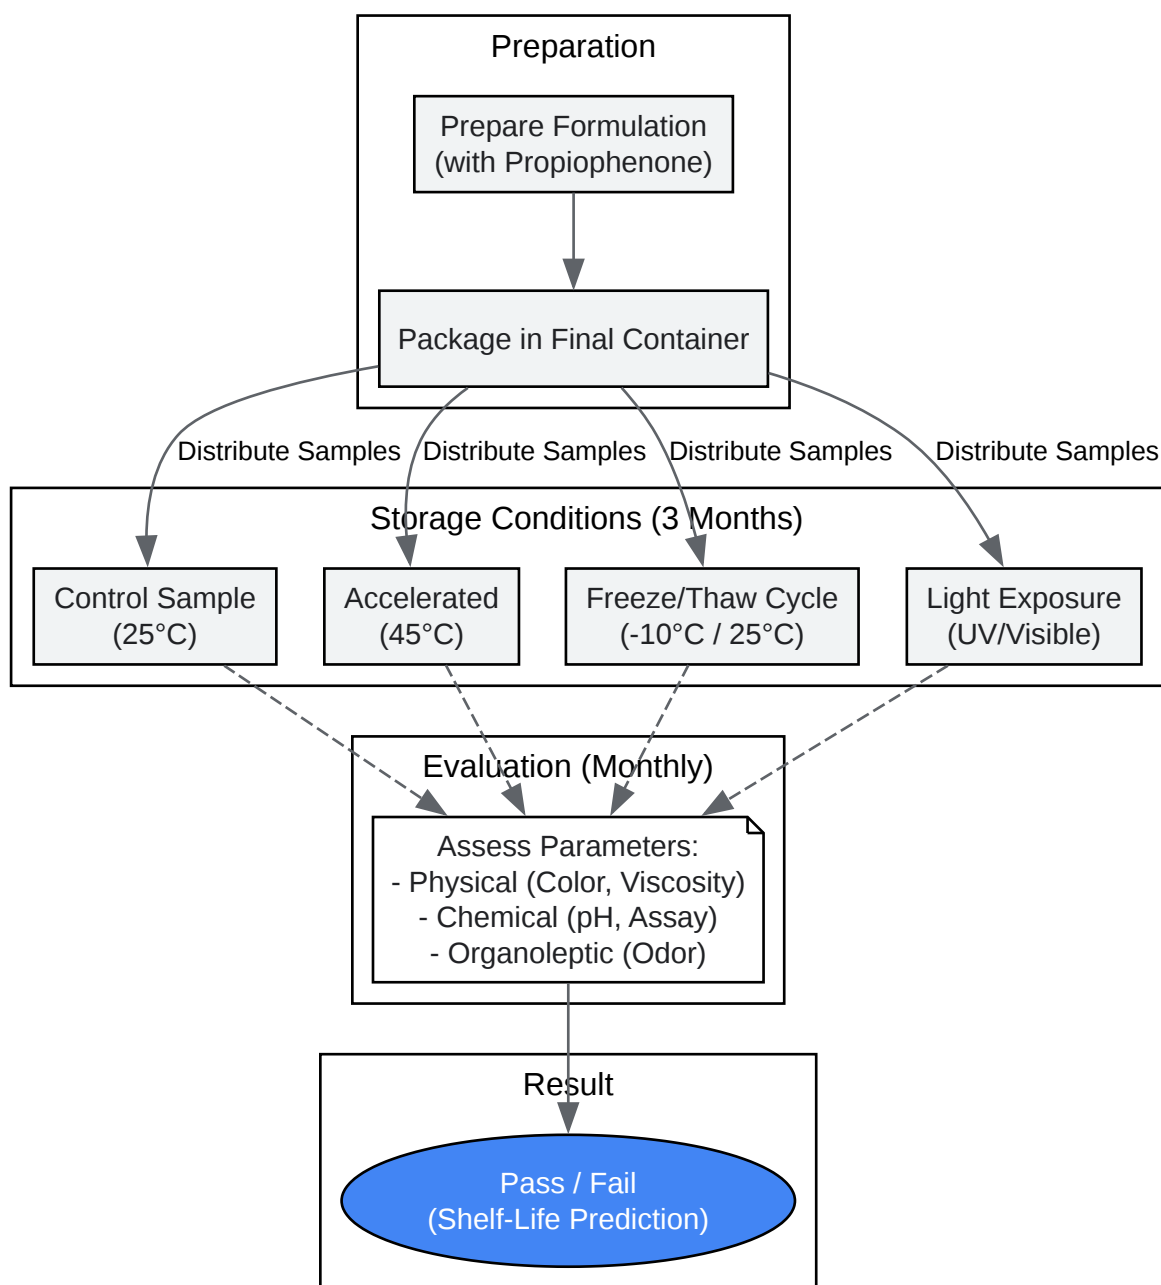 Preparation
Prepare Formulation
(with Propiophenone)
Package in Final Container
Distribute Samples
Distribute Samples
Distribute Samples
Distribute Samples
Storage Conditions (3 Months)
Control Sample
(25°C)
Accelerated
(45°C)
Freeze/Thaw Cycle
(-10°C / 25°C)
Light Exposure
(UV/Visible)
Evaluation (Monthly)
Assess Parameters:
- Physical (Color, Viscosity)
- Chemical (pH, Assay)
- Organoleptic (Odor)
Result
Pass / Fail
(Shelf-Life Prediction)